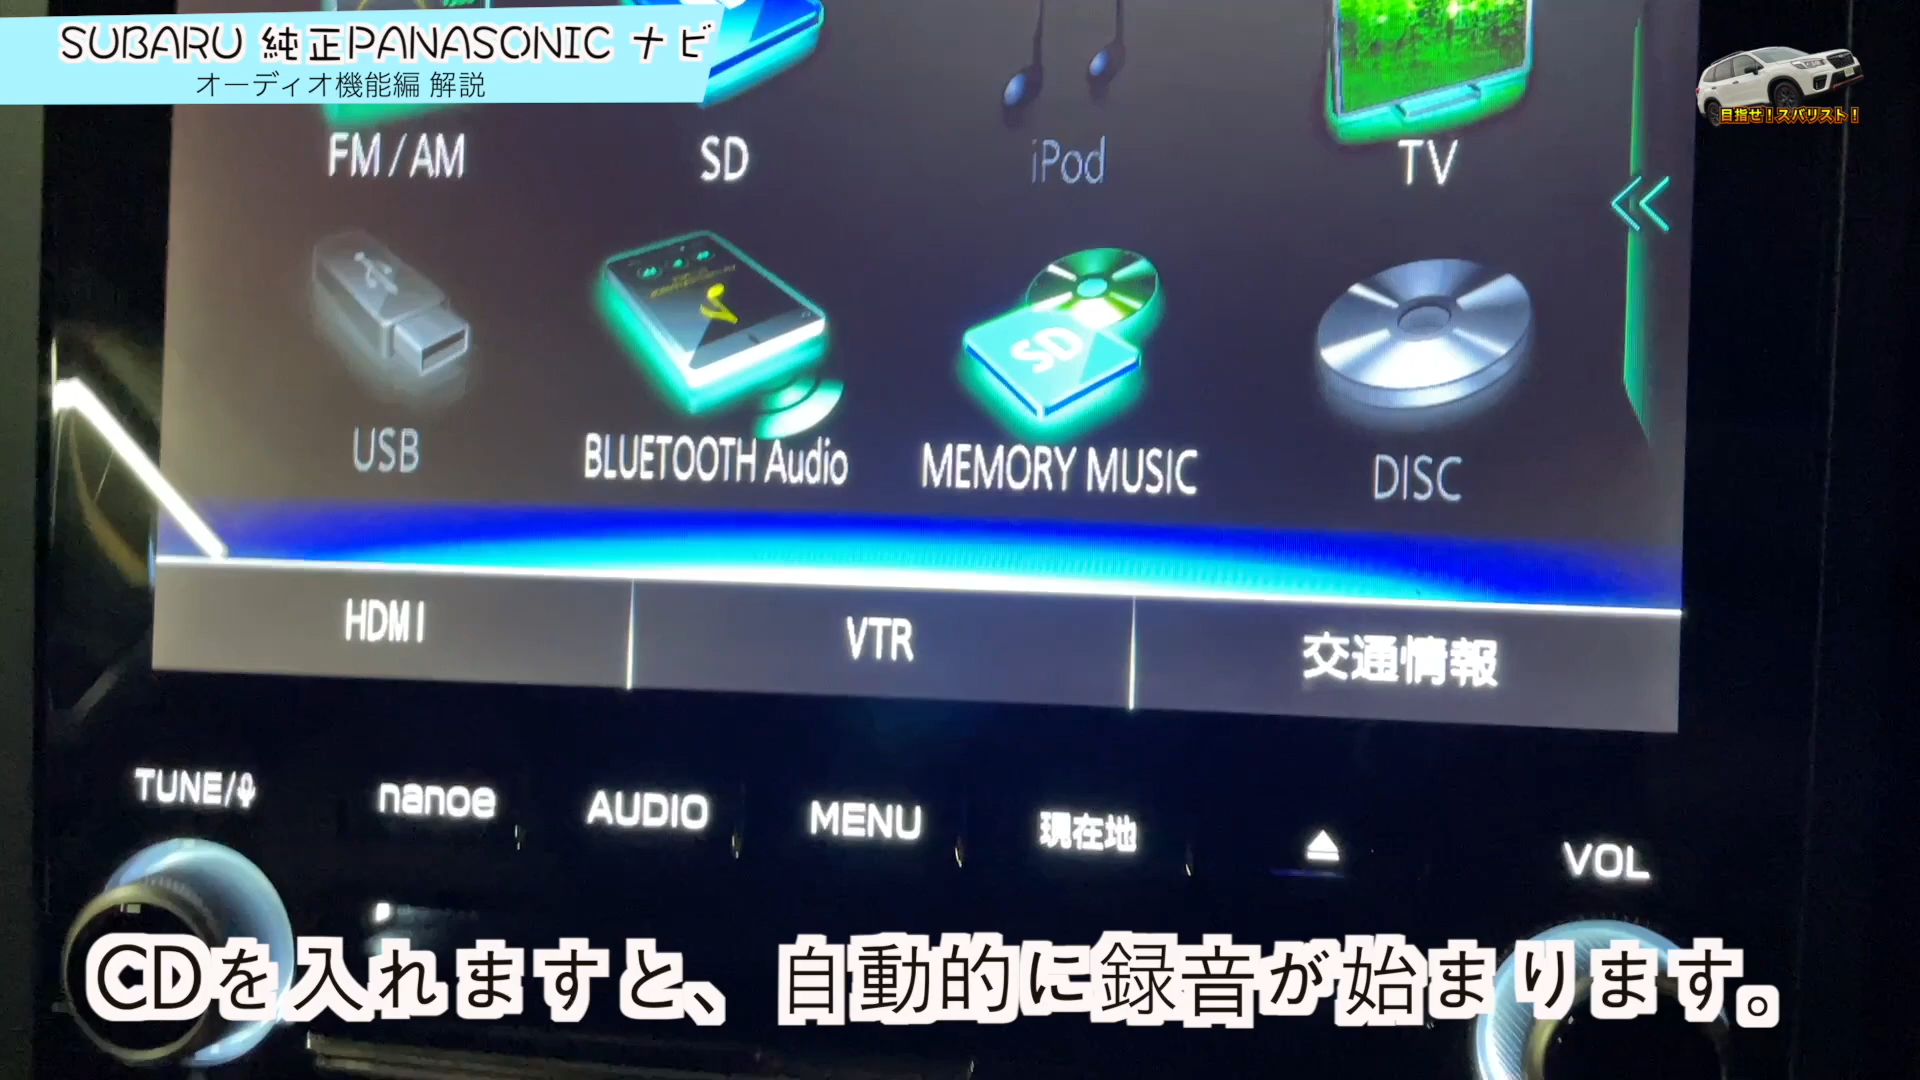 SUBARU 純正PANASONIC ナビ
オーディオ機能編 解説
目指せ！スバリスト！
FM/AM
SD
iPod
TV
SD
USB
BLUETOOTH Audio
MEMORY MUSIC
DISC
HDMI
VTR
交通情報
TUNE/
nanoe
AUDIO
MENU
現在地
VOL
CDを入れますと、自動的に録音が始まります。